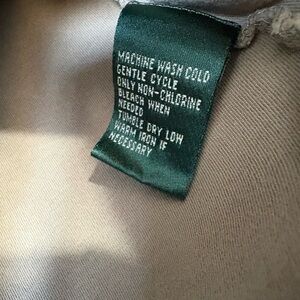 MACHINE WASH COLD
GENTLE CYCLE
ONLY NON-CHLORINE
BLEACH WHEN
NEEDED
TUMBLE DRY LOW
WARM IRON IF
NECESSARY